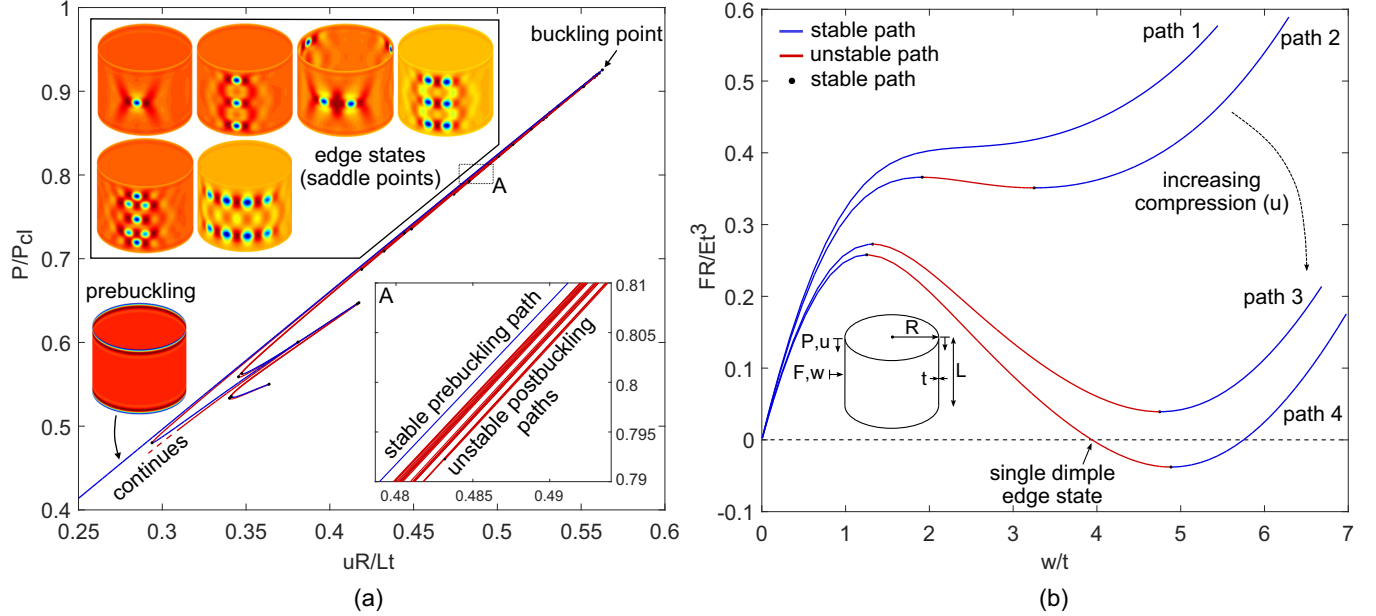 buckling point
edge states
(saddle points)
A
P/Pcl
1
0.9
0.8
0.7
0.6
0.5
0.4
prebuckling
continues
A
stable prebuckling path
unstable postbuckling
paths
0.81
0.805
0.8
0.795
0.79
0.48
0.485
0.49
0.25
0.3
0.35
0.4
0.45
0.5
0.55
0.6
uR/Lt
(a)
stable path
unstable path
stable path
path 1
path 2
increasing
compression (u)
path 3
path 4
single dimple
edge state
R
P,u
F,w
t
L
FR/Et³
0.6
0.5
0.4
0.3
0.2
0.1
0
-0.1
0
1
2
3
4
5
6
7
w/t
(b)